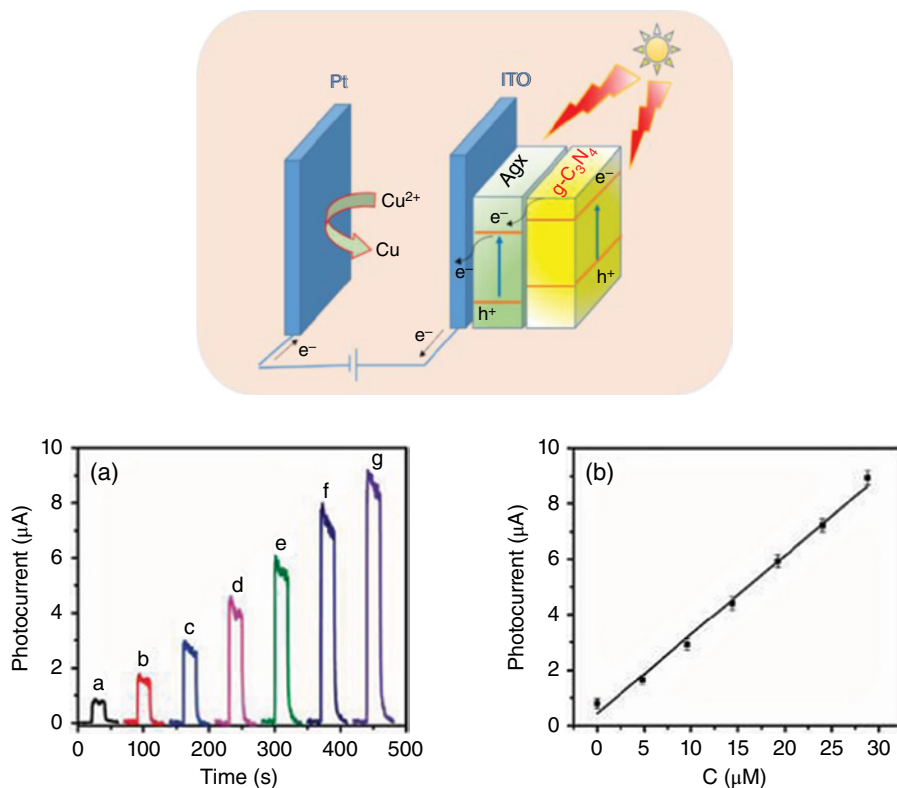 Pt
ITO
Agx
g-C₃N₄
e⁻
Cu²⁺
e⁻
Cu
e⁻
h⁺
h⁺
e⁻
e⁻
(a)
10
8
6
4
2
0
Photocurrent (μA)
a
b
c
d
e
f
g
0 100 200 300 400 500
Time (s)
(b)
10
8
6
4
2
0
Photocurrent (μA)
0 5 10 15 20 25 30
C (μM)